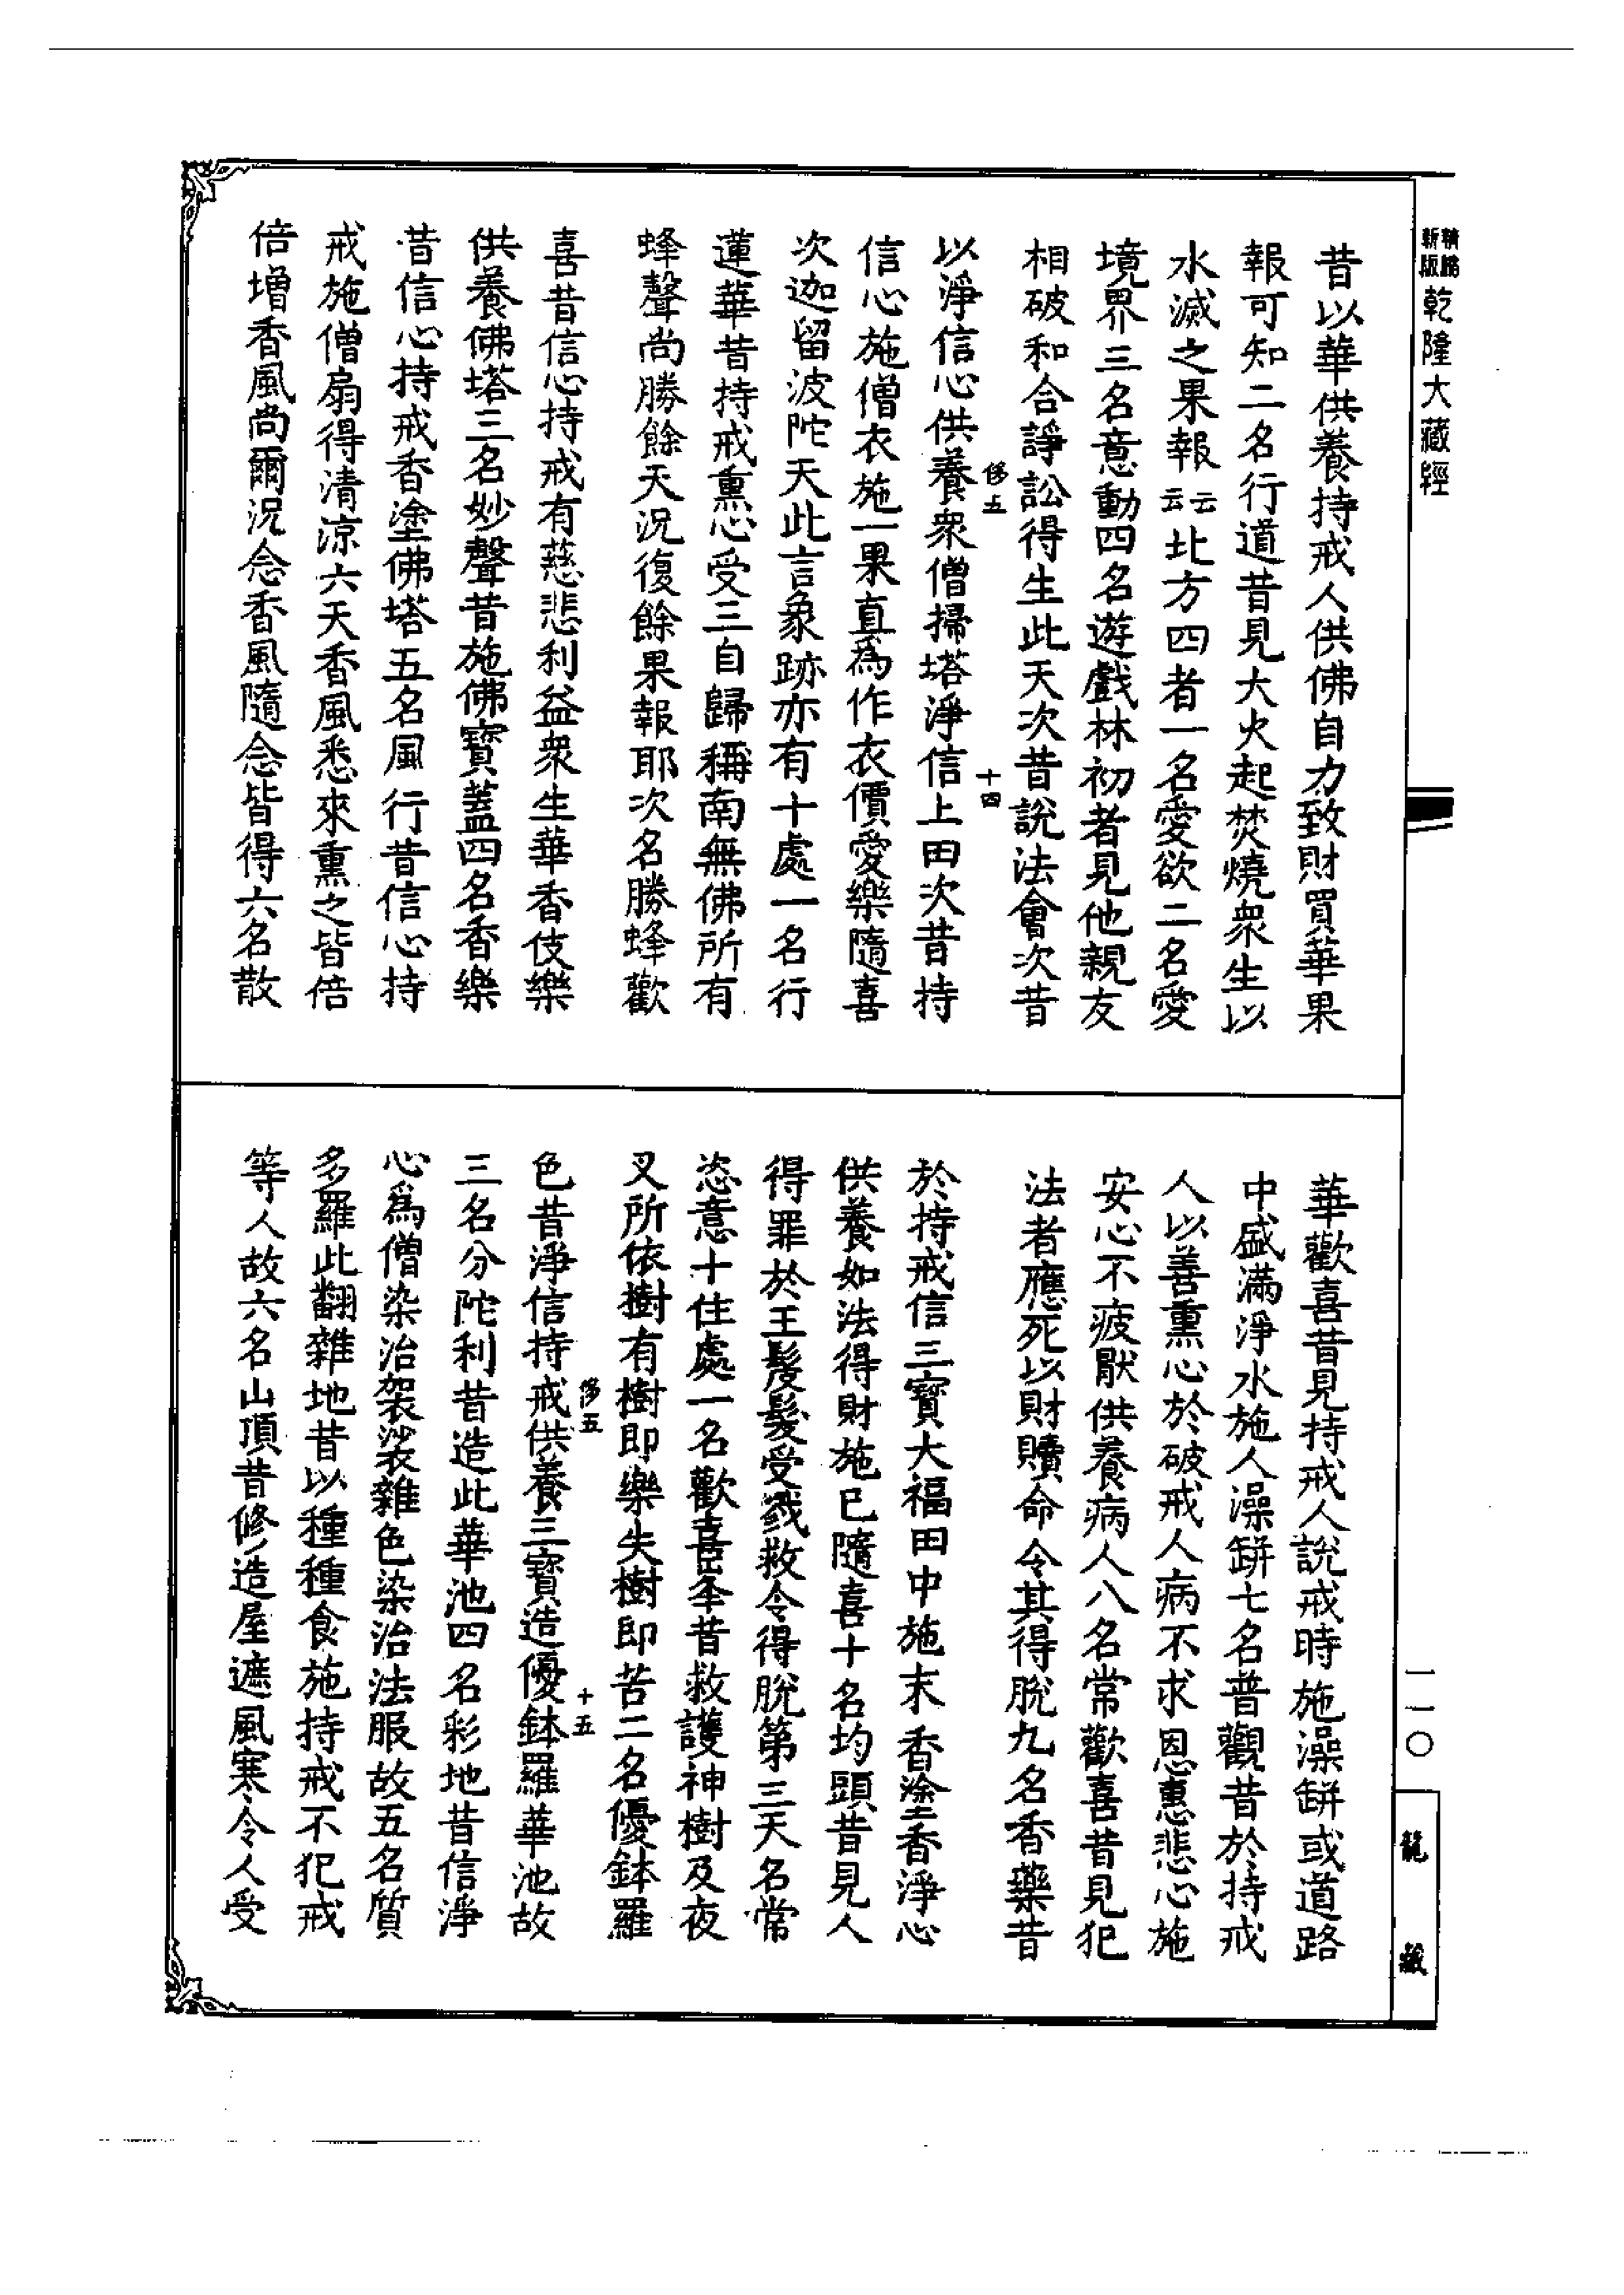 精編新版
乾隆大藏經
昔以華供養持戒人供佛自力致財買華果
報可知二名行道昔見大火起焚燒衆生以
水滅之果報云云北方四者一名愛欲二名愛
境界三名意動四名遊戲林初者見他親友
相破和合諍訟得生此天次昔說法會次昔
以淨信心供養衆僧掃塔淨信上田次昔持
侈五
十四
信心施僧衣施一果直爲作衣價愛樂隨喜
次迦留波陀天此言象跡亦有十處一名行
蓮華昔持戒熏心受三自歸稱南無佛所有
蜂聲尚勝餘天況復餘果報耶次名勝蜂歡
喜昔信心持戒有慈悲利益衆生華香伎樂
供養佛塔三名妙聲昔施佛寶蓋四名香樂
昔信心持戒香塗佛塔五名風行昔信心持
戒施僧扇得清涼六天香風悉來熏之皆倍
倍增香風尚爾況念香風隨念皆得六名散
華歡喜昔見持戒人說戒時施澡缾或道路
中盛滿淨水施人澡缾七名普觀昔於持戒
人以善熏心於破戒人病不求恩惠悲心施
安心不疲厭供養病人八名常歡喜昔見犯
法者應死以財贖命令其得脫九名香藥昔
於持戒信三寶大福田中施末香塗香淨心
供養如法得財施已隨喜十名均頭昔見人
得罪於王髮髮受戮救令得脫第三天名常
恣意十住處一名歡喜峯昔救護神樹及夜
叉所依樹有樹即樂失樹即苦二名優鉢羅
侈五
十五
色昔淨信持戒供養三寶造優鉢羅華池故
三名分陀利昔造此華池四名彩地昔信淨
心爲僧染治袈裟雜色染治法服故五名質
多羅此翻雜地昔以種種食施持戒不犯戒
等人故六名山頂昔修造屋遮風寒令人受
一一〇
龍藏